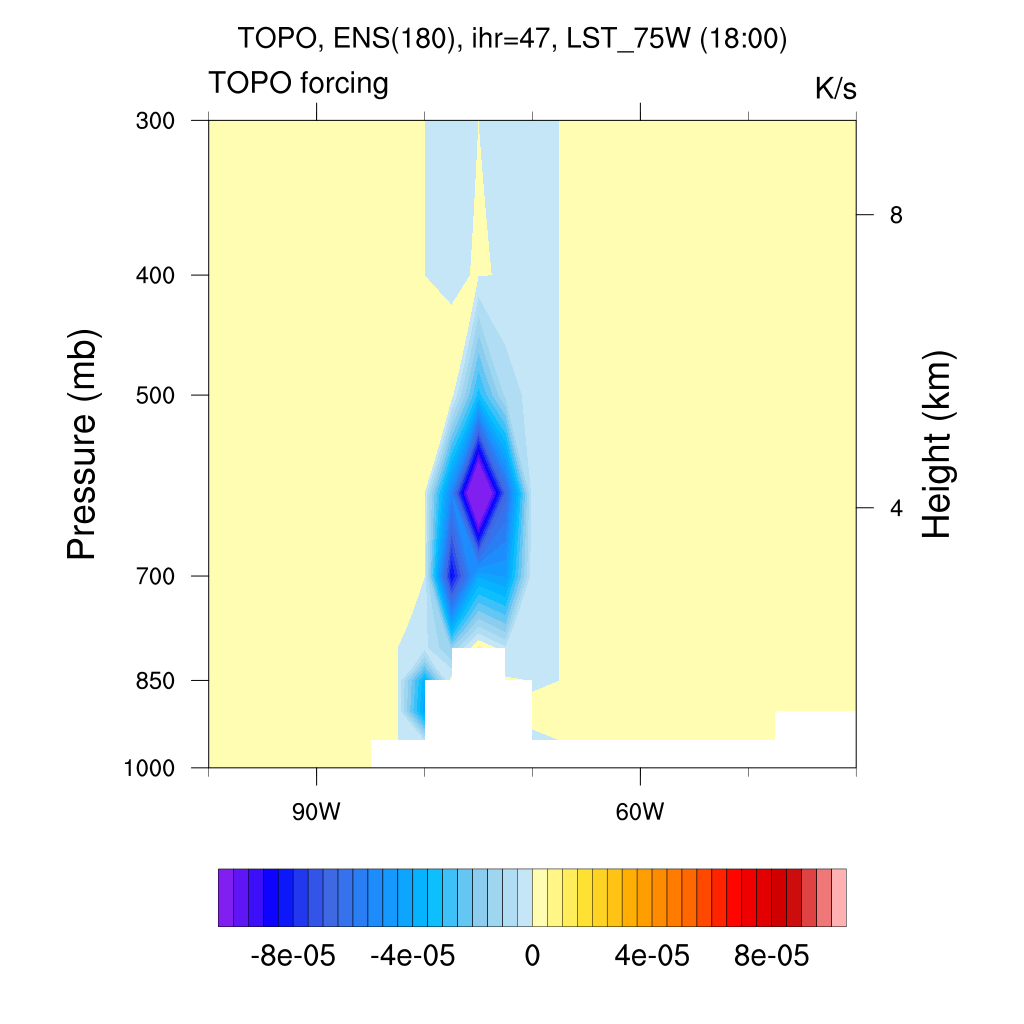 TOPO, ENS(180), ihr=47, LST_75W (18:00)
TOPO forcing
K/s
300
400
500
700
850
1000
Pressure (mb)
8
4
Height (km)
90W
60W
-8e-05 -4e-05 0 4e-05 8e-05